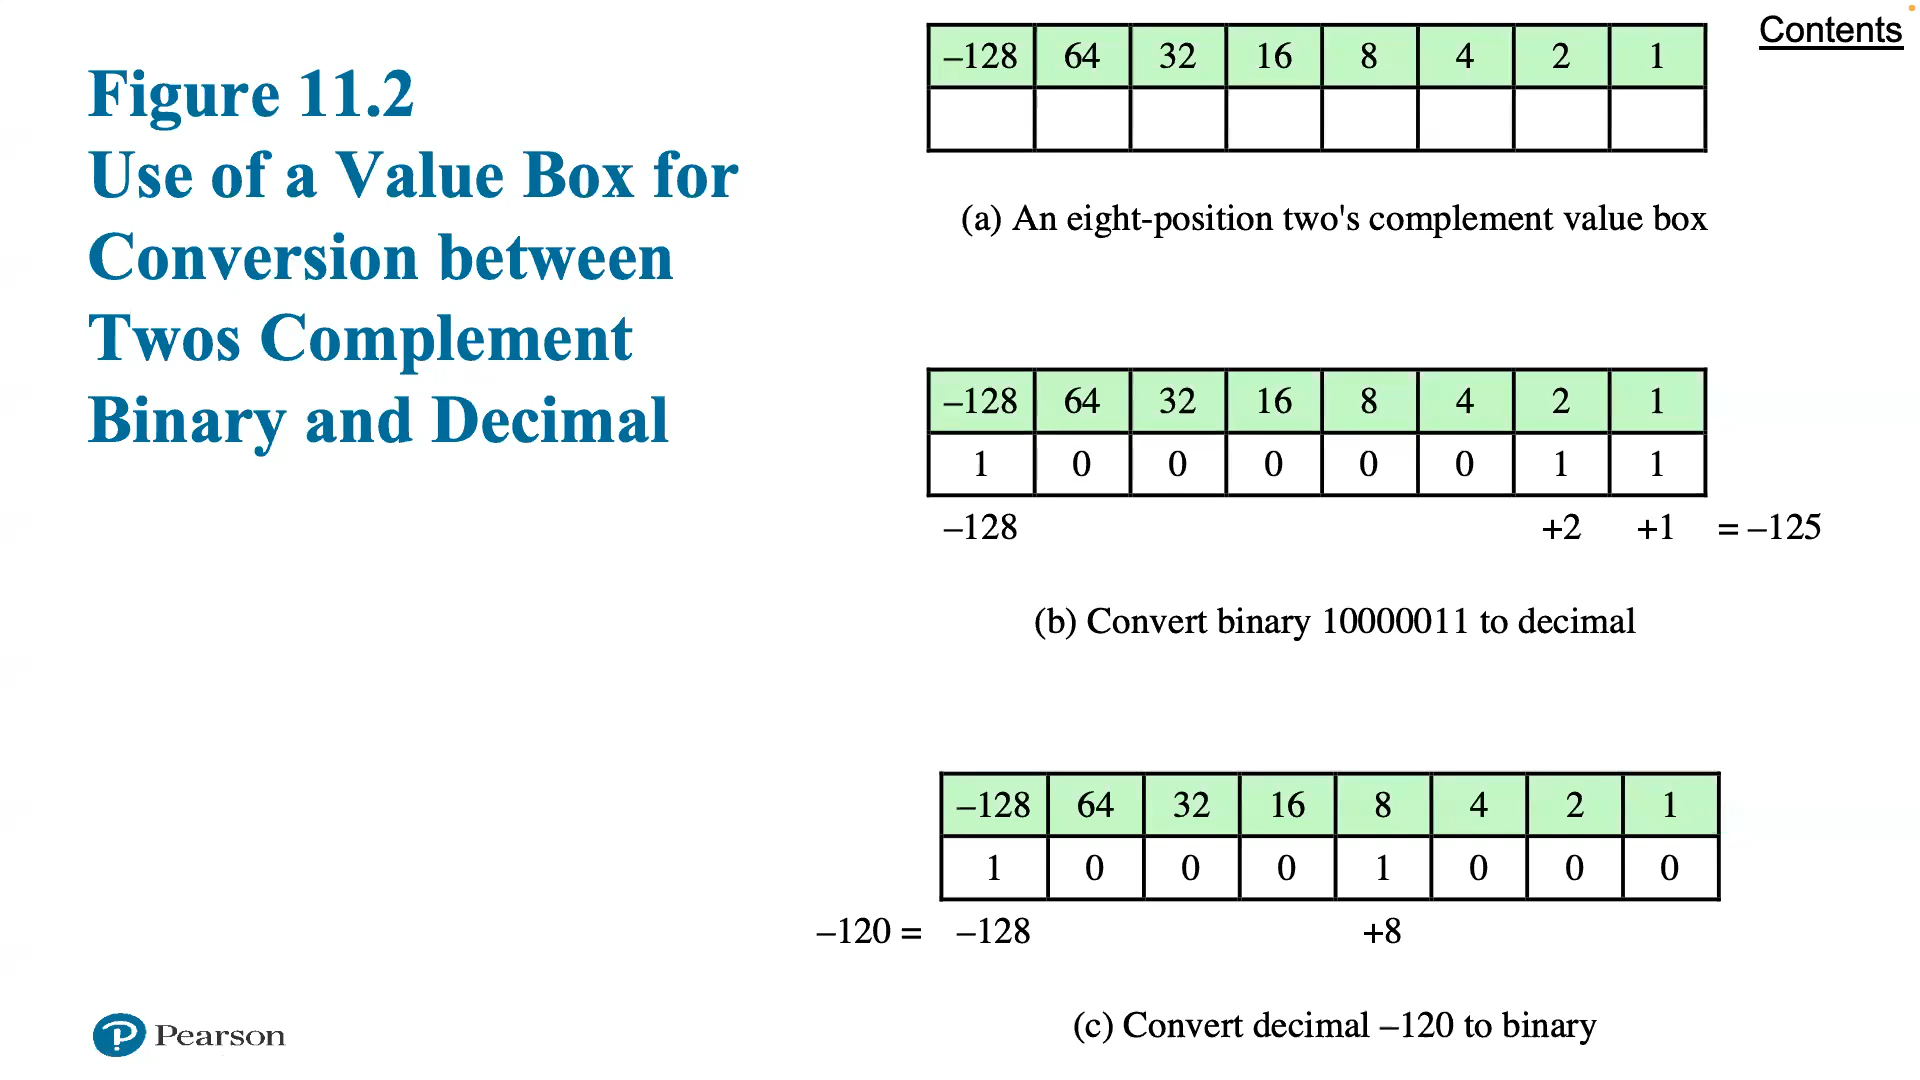 Contents
Figure 11.2
Use of a Value Box for
Conversion between
Twos Complement
Binary and Decimal
–128 64 32 16 8 4 2 1
(a) An eight-position two's complement value box
–128 64 32 16 8 4 2 1
1 0 0 0 0 0 1 1
–128 +2 +1 = –125
(b) Convert binary 10000011 to decimal
–128 64 32 16 8 4 2 1
1 0 0 0 1 0 0 0
–120 = –128 +8
(c) Convert decimal –120 to binary
P Pearson